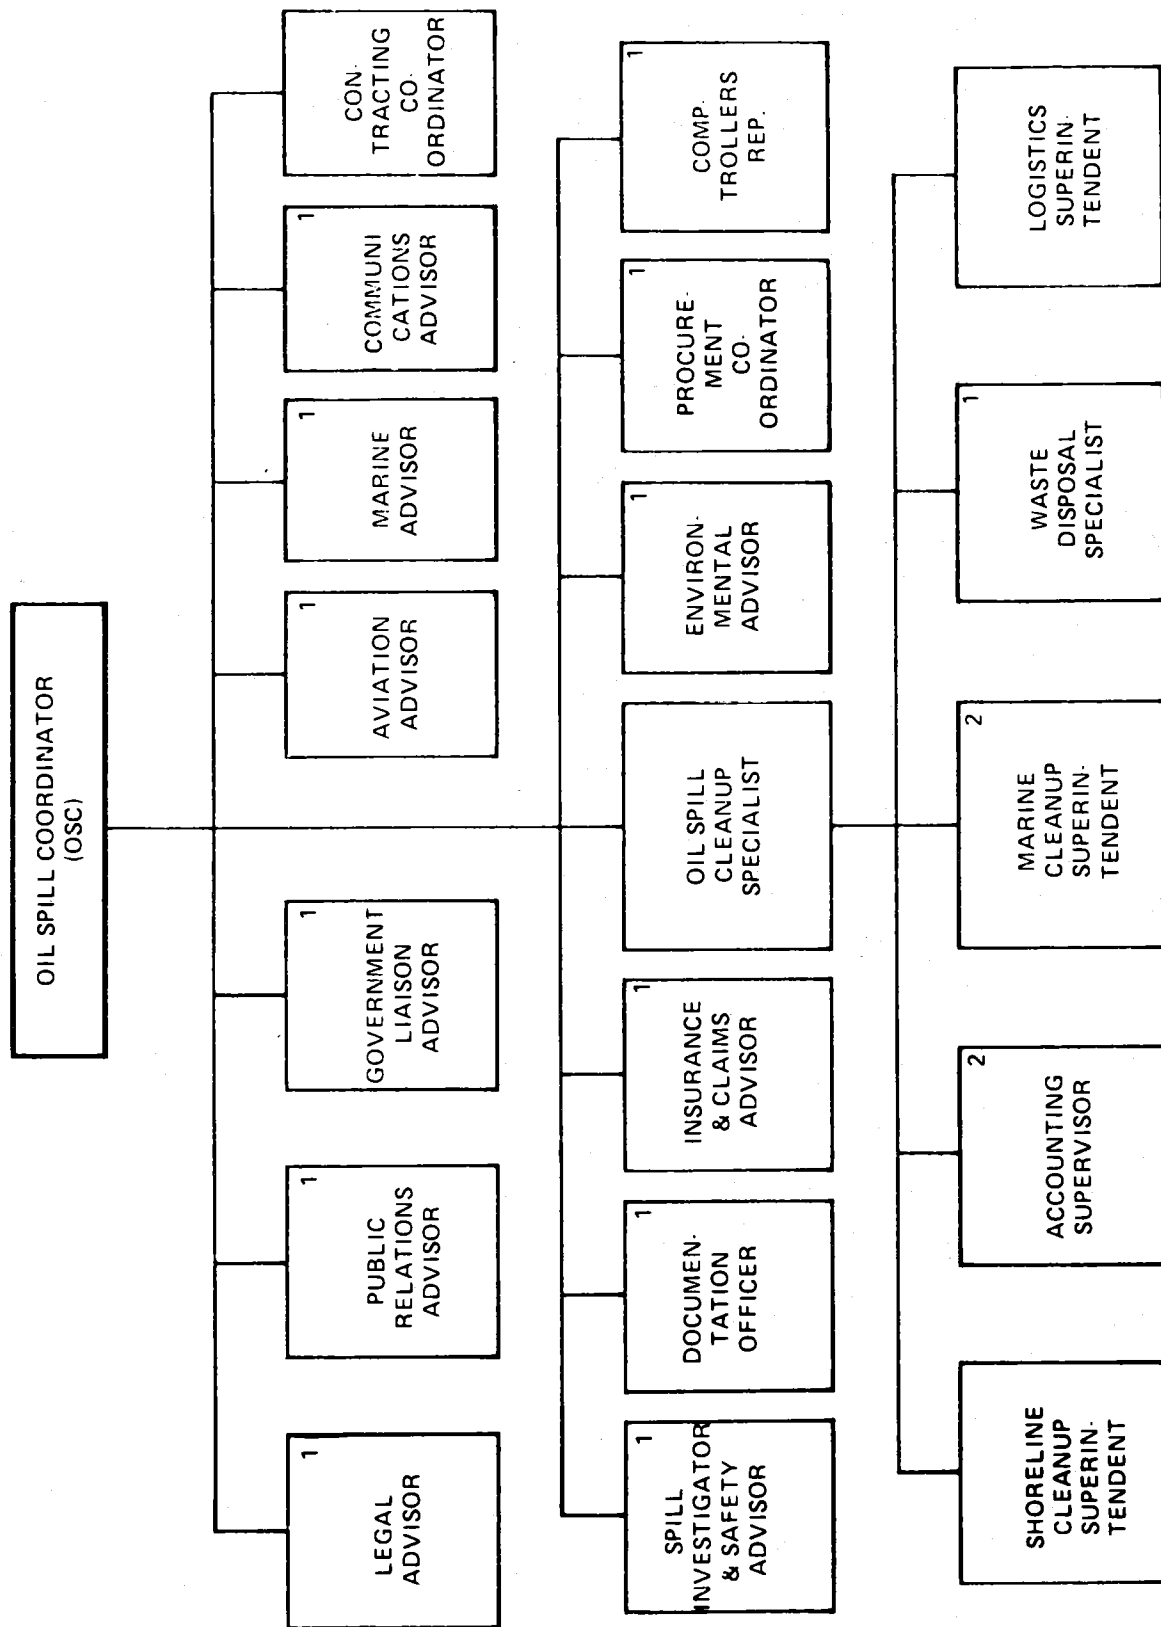 OIL SPILL COORDINATOR
(OSC)
1
LEGAL
ADVISOR
1
PUBLIC
RELATIONS
ADVISOR
1
GOVERNMENT
LIAISON
ADVISOR
1
AVIATION
ADVISOR
1
MARINE
ADVISOR
1
COMMUNI
CATIONS
ADVISOR
CON-
TRACTING
CO-
ORDINATOR
1
SPILL
INVESTIGATOR
& SAFETY
ADVISOR
1
DOCUMEN-
TATION
OFFICER
1
INSURANCE
& CLAIMS
ADVISOR
OIL SPILL
CLEANUP
SPECIALIST
1
ENVIRON-
MENTAL
ADVISOR
1
PROCURE-
MENT
CO-
ORDINATOR
1
COMP-
TROLLERS
REP.
SHORELINE
CLEANUP
SUPERIN-
TENDENT
2
ACCOUNTING
SUPERVISOR
2
MARINE
CLEANUP
SUPERIN-
TENDENT
1
WASTE
DISPOSAL
SPECIALIST
LOGISTICS
SUPERIN-
TENDENT